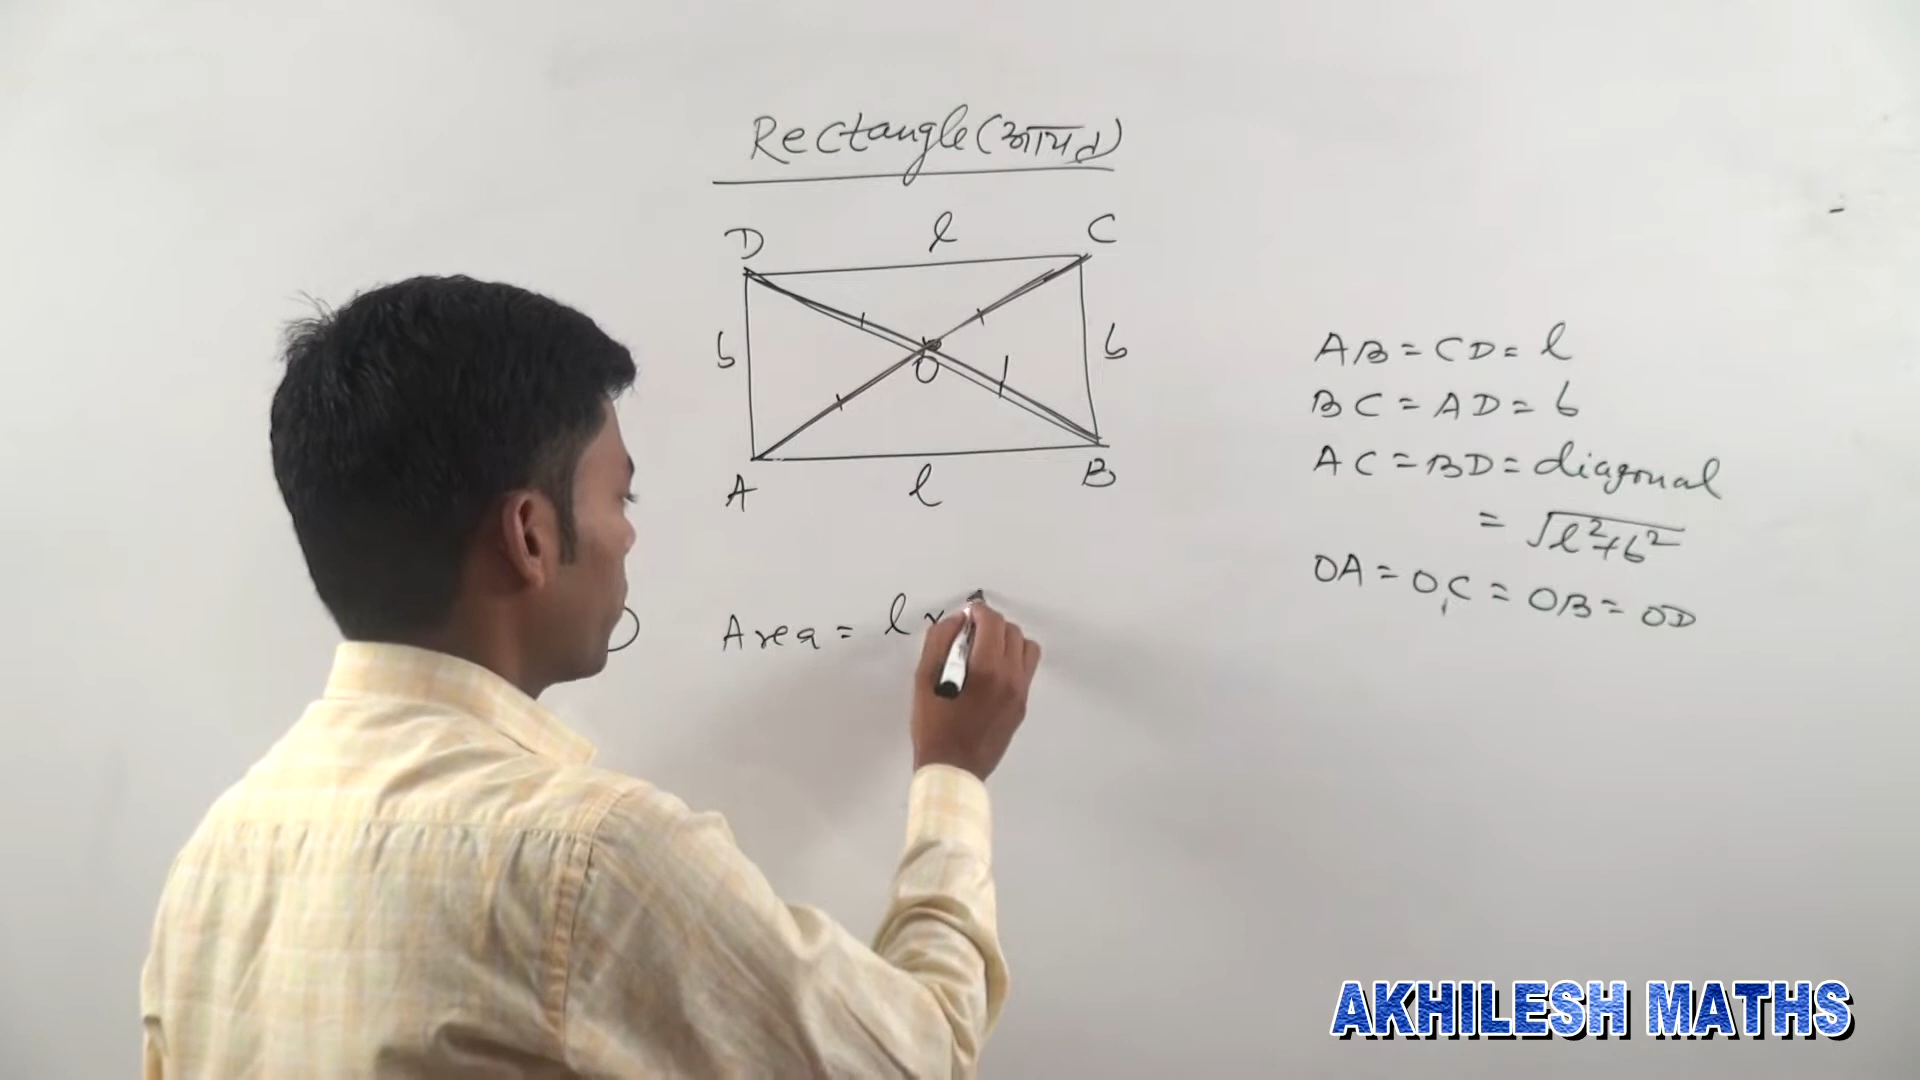 Rectangle (आयत)
D l C
b b
O
A l B
AB = CD = l
BC = AD = b
AC = BD = diagonal
= √l²+b²
OA = OC = OB = OD
Area = l ×
AKHILESH MATHS